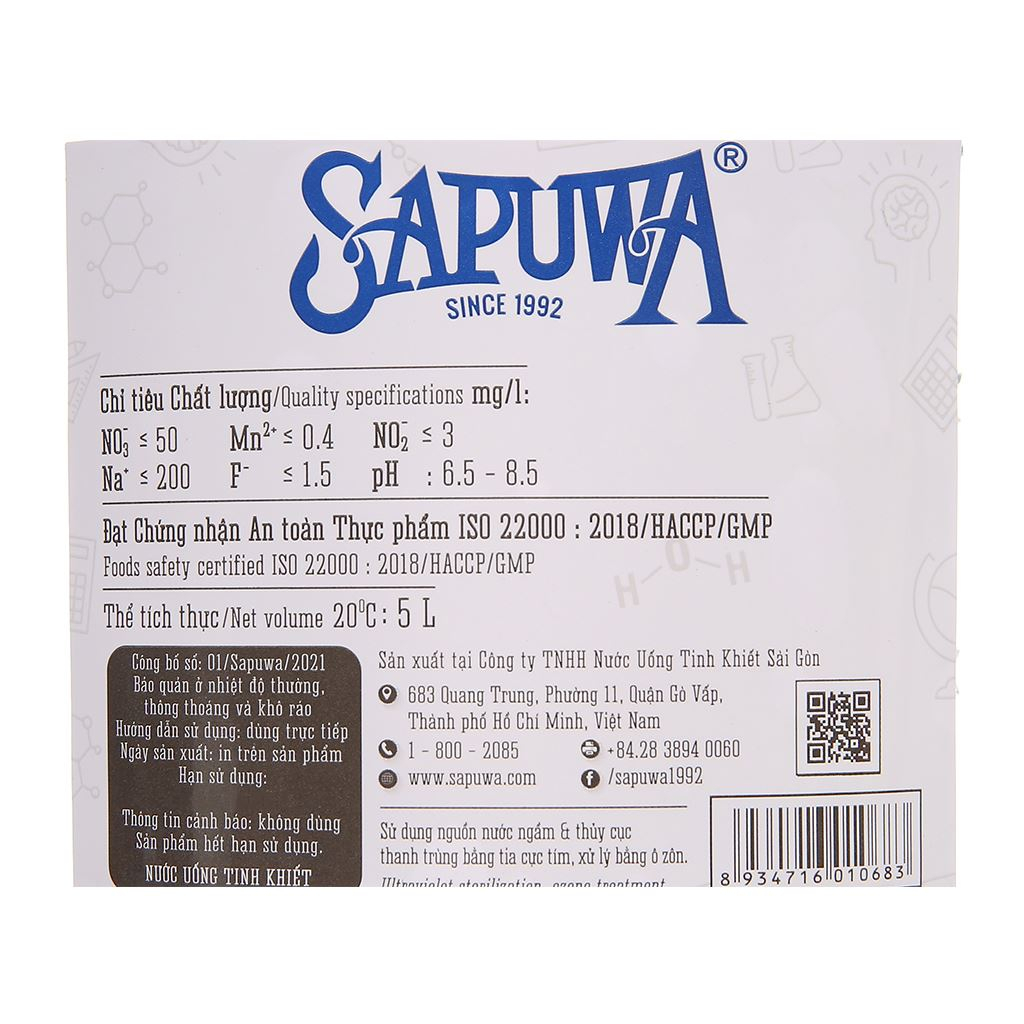 SAPUWA®
SINCE 1992
Chỉ tiêu Chất lượng/Quality specifications mg/l:
NO₃⁻ ≤ 50 Mn²⁺ ≤ 0.4 NO₂⁻ ≤ 3
Na⁺ ≤ 200 F⁻ ≤ 1.5 pH : 6.5 – 8.5
Đạt Chứng nhận An toàn Thực phẩm ISO 22000 : 2018/HACCP/GMP
Foods safety certified ISO 22000 : 2018/HACCP/GMP
H O H
Thể tích thực/Net volume 20⁰C: 5 L
Công bố số: 01/Sapuwa/2021
Bảo quản ở nhiệt độ thường,
thông thoáng và khô ráo
Hướng dẫn sử dụng: dùng trực tiếp
Ngày sản xuất: in trên sản phẩm
Hạn sử dụng:
Thông tin cảnh báo: không dùng
Sản phẩm hết hạn sử dụng.
NƯỚC UỐNG TINH KHIẾT
Sản xuất tại Công ty TNHH Nước Uống Tinh Khiết Sài Gòn
683 Quang Trung, Phường 11, Quận Gò Vấp,
Thành phố Hồ Chí Minh, Việt Nam
1 - 800 - 2085 +84.28 3894 0060
www.sapuwa.com /sapuwa1992
Sử dụng nguồn nước ngầm & thủy cục
thanh trùng bằng tia cực tím, xử lý bằng ô zôn.
Ultraviolet sterilization, ozone treatment
8 934716 010683